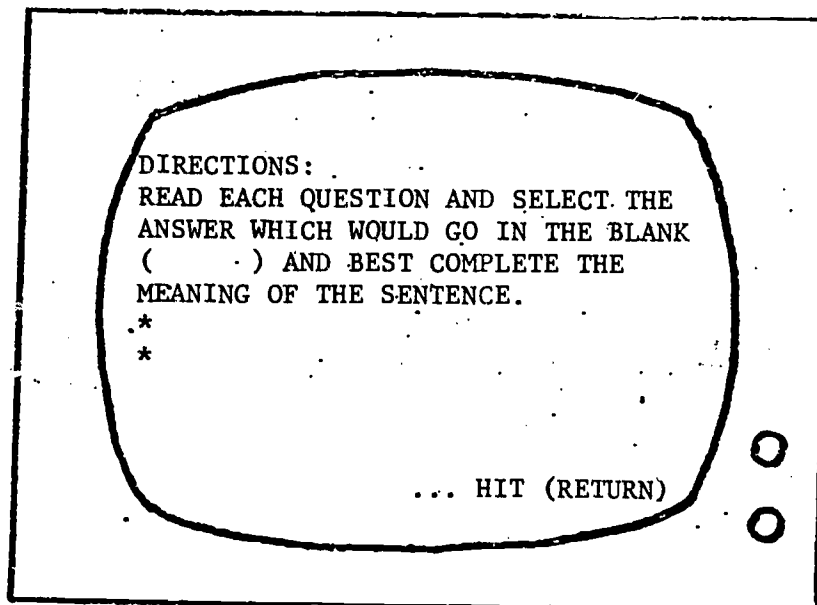 DIRECTIONS:
READ EACH QUESTION AND SELECT THE
ANSWER WHICH WOULD GO IN THE BLANK
(     ) AND BEST COMPLETE THE
MEANING OF THE SENTENCE.
*
*
... HIT (RETURN)